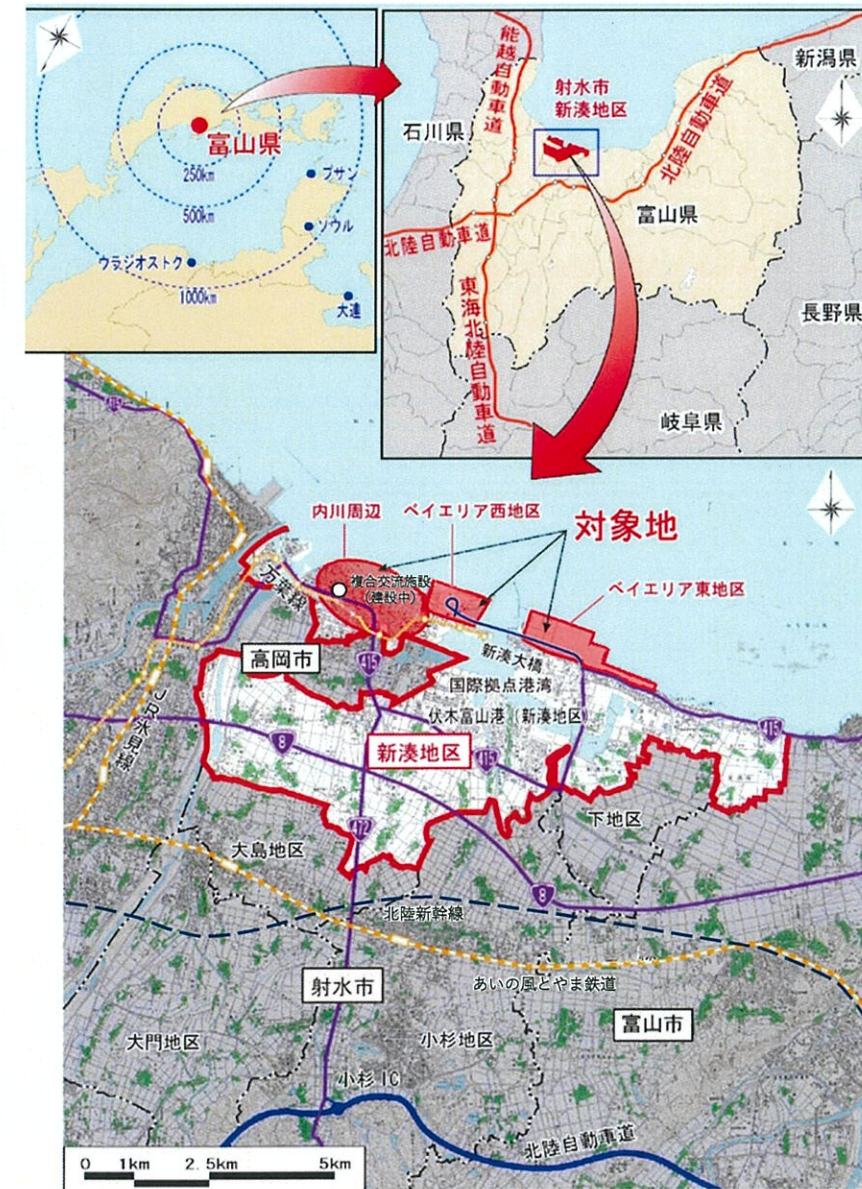 富山県
250km
500km
1000km
プサン
ソウル
ウラジオストク
大連
能越自動車道
射水市
新湊地区
石川県
新潟県
北陸自動車道
富山県
北陸自動車道
東海北陸自動車道
長野県
岐阜県
内川周辺
ベイエリア西地区
対象地
複合交流施設
(建設中)
ベイエリア東地区
万葉線
高岡市
415
新湊大橋
国際拠点港湾
伏木富山港(新湊地区)
415
JR氷見線
8
新湊地区
415
472
大島地区
下地区
8
北陸新幹線
あいの風とやま鉄道
射水市
富山市
大門地区
小杉地区
小杉IC
北陸自動車道
0 1km 2.5km 5km